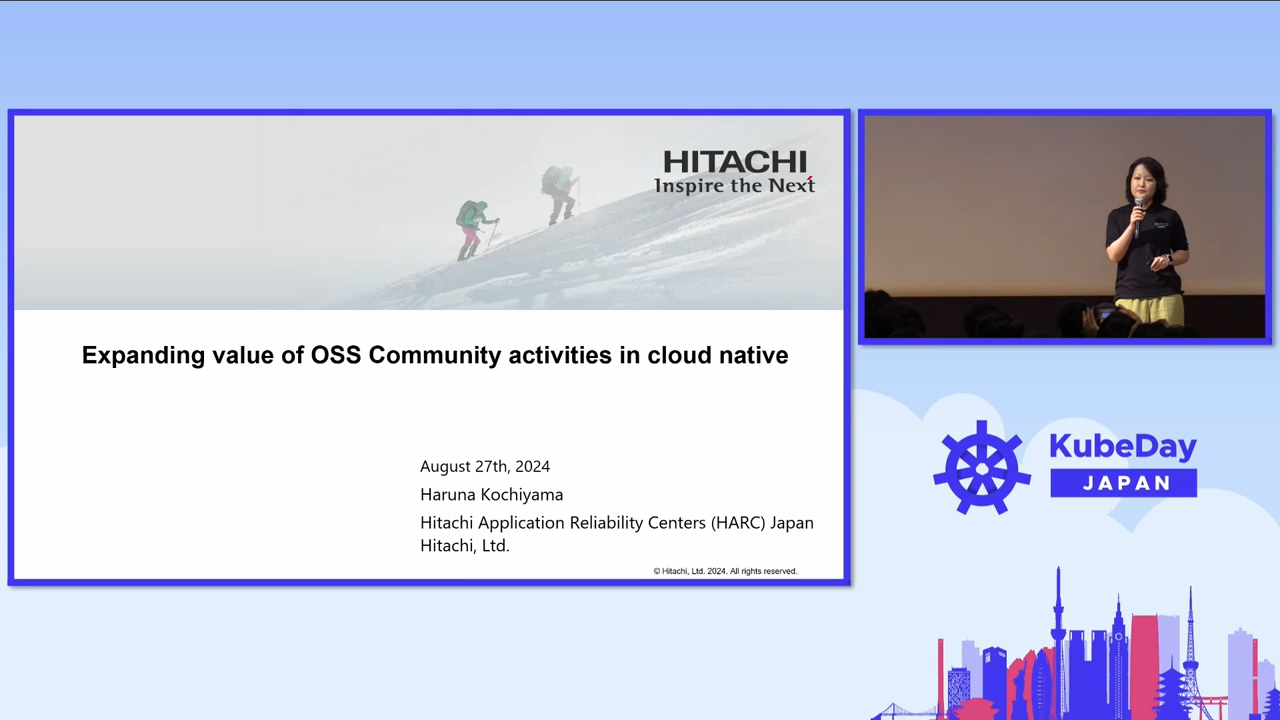 HITACHI
Inspire the Next
Expanding value of OSS Community activities in cloud native
August 27th, 2024
Haruna Kochiyama
Hitachi Application Reliability Centers (HARC) Japan
Hitachi, Ltd.
© Hitachi, Ltd. 2024. All rights reserved.
KubeDay
JAPAN